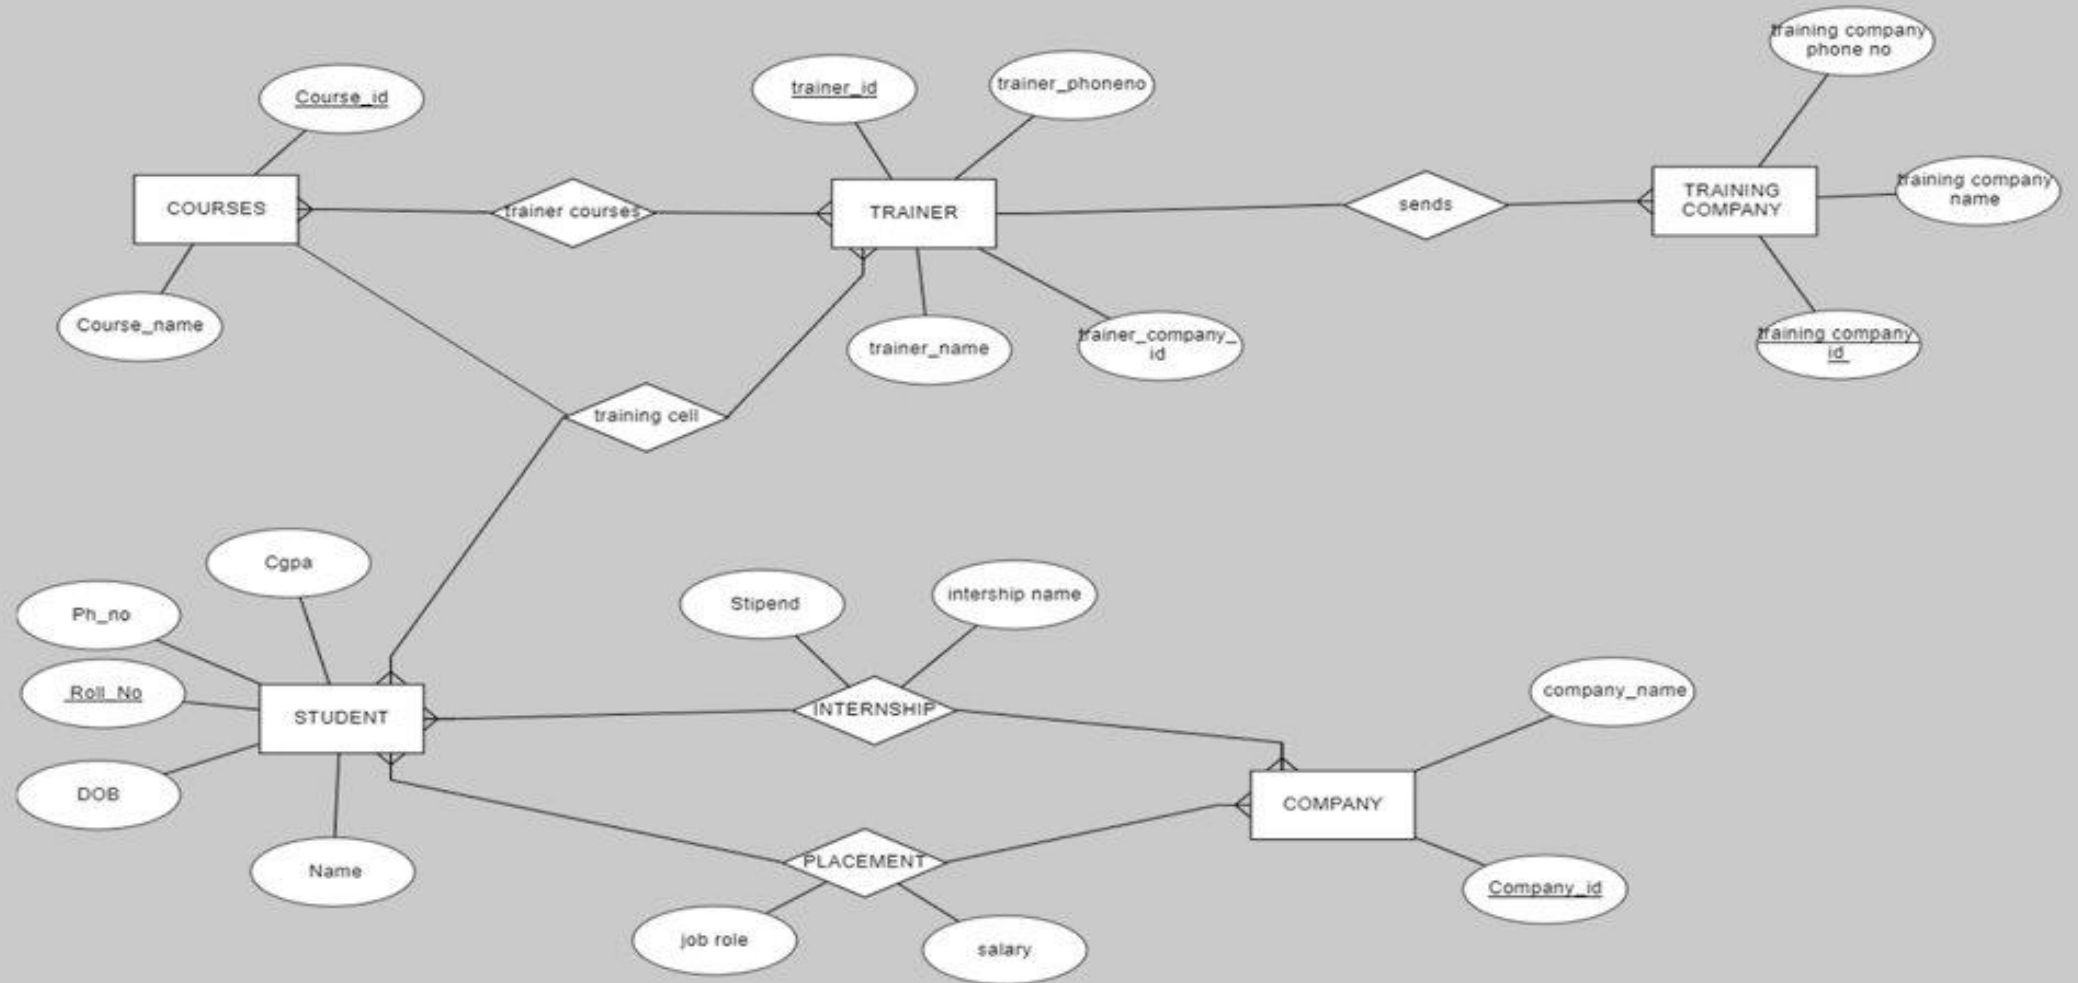 training company
phone no
trainer_id
trainer_phoneno
Course_id
COURSES
trainer courses
TRAINER
sends
TRAINING
COMPANY
training company
name
Course_name
trainer_name
trainer_company_
id
training company
id
training cell
Cgpa
Ph_no
Stipend
intership name
Roll_No
STUDENT
INTERNSHIP
company_name
DOB
COMPANY
Name
PLACEMENT
Company_id
job role
salary